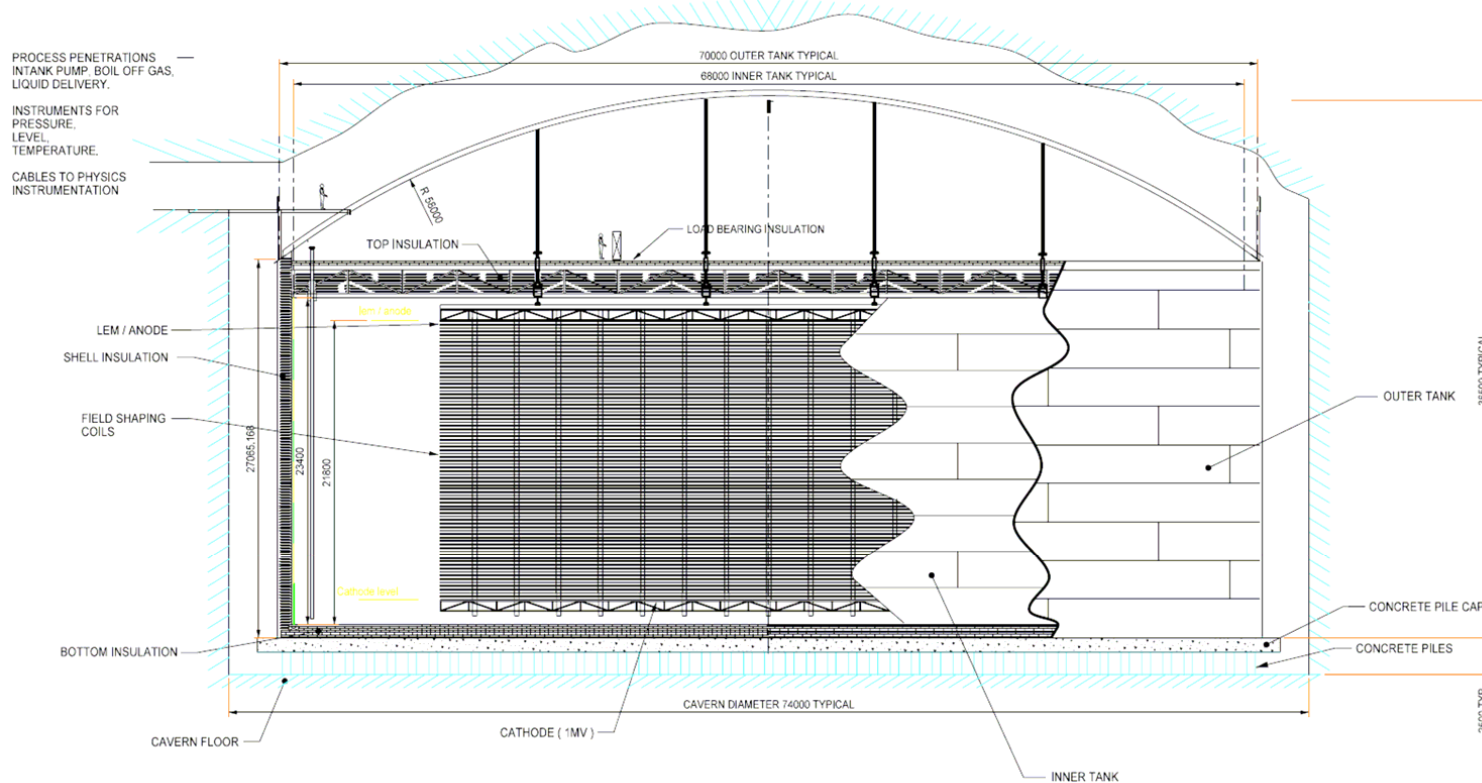 PROCESS PENETRATIONS
INTANK PUMP, BOIL OFF GAS,
LIQUID DELIVERY.
INSTRUMENTS FOR
PRESSURE,
LEVEL,
TEMPERATURE,
CABLES TO PHYSICS
INSTRUMENTATION
70000 OUTER TANK TYPICAL
68000 INNER TANK TYPICAL
R 56000
LOAD BEARING INSULATION
TOP INSULATION
lem / anode
LEM / ANODE
SHELL INSULATION
FIELD SHAPING
COILS
27065,168
23400
21800
OUTER TANK
Cathode level
CONCRETE PILE CAP
CONCRETE PILES
BOTTOM INSULATION
CAVERN DIAMETER 74000 TYPICAL
CATHODE ( 1MV )
CAVERN FLOOR
INNER TANK